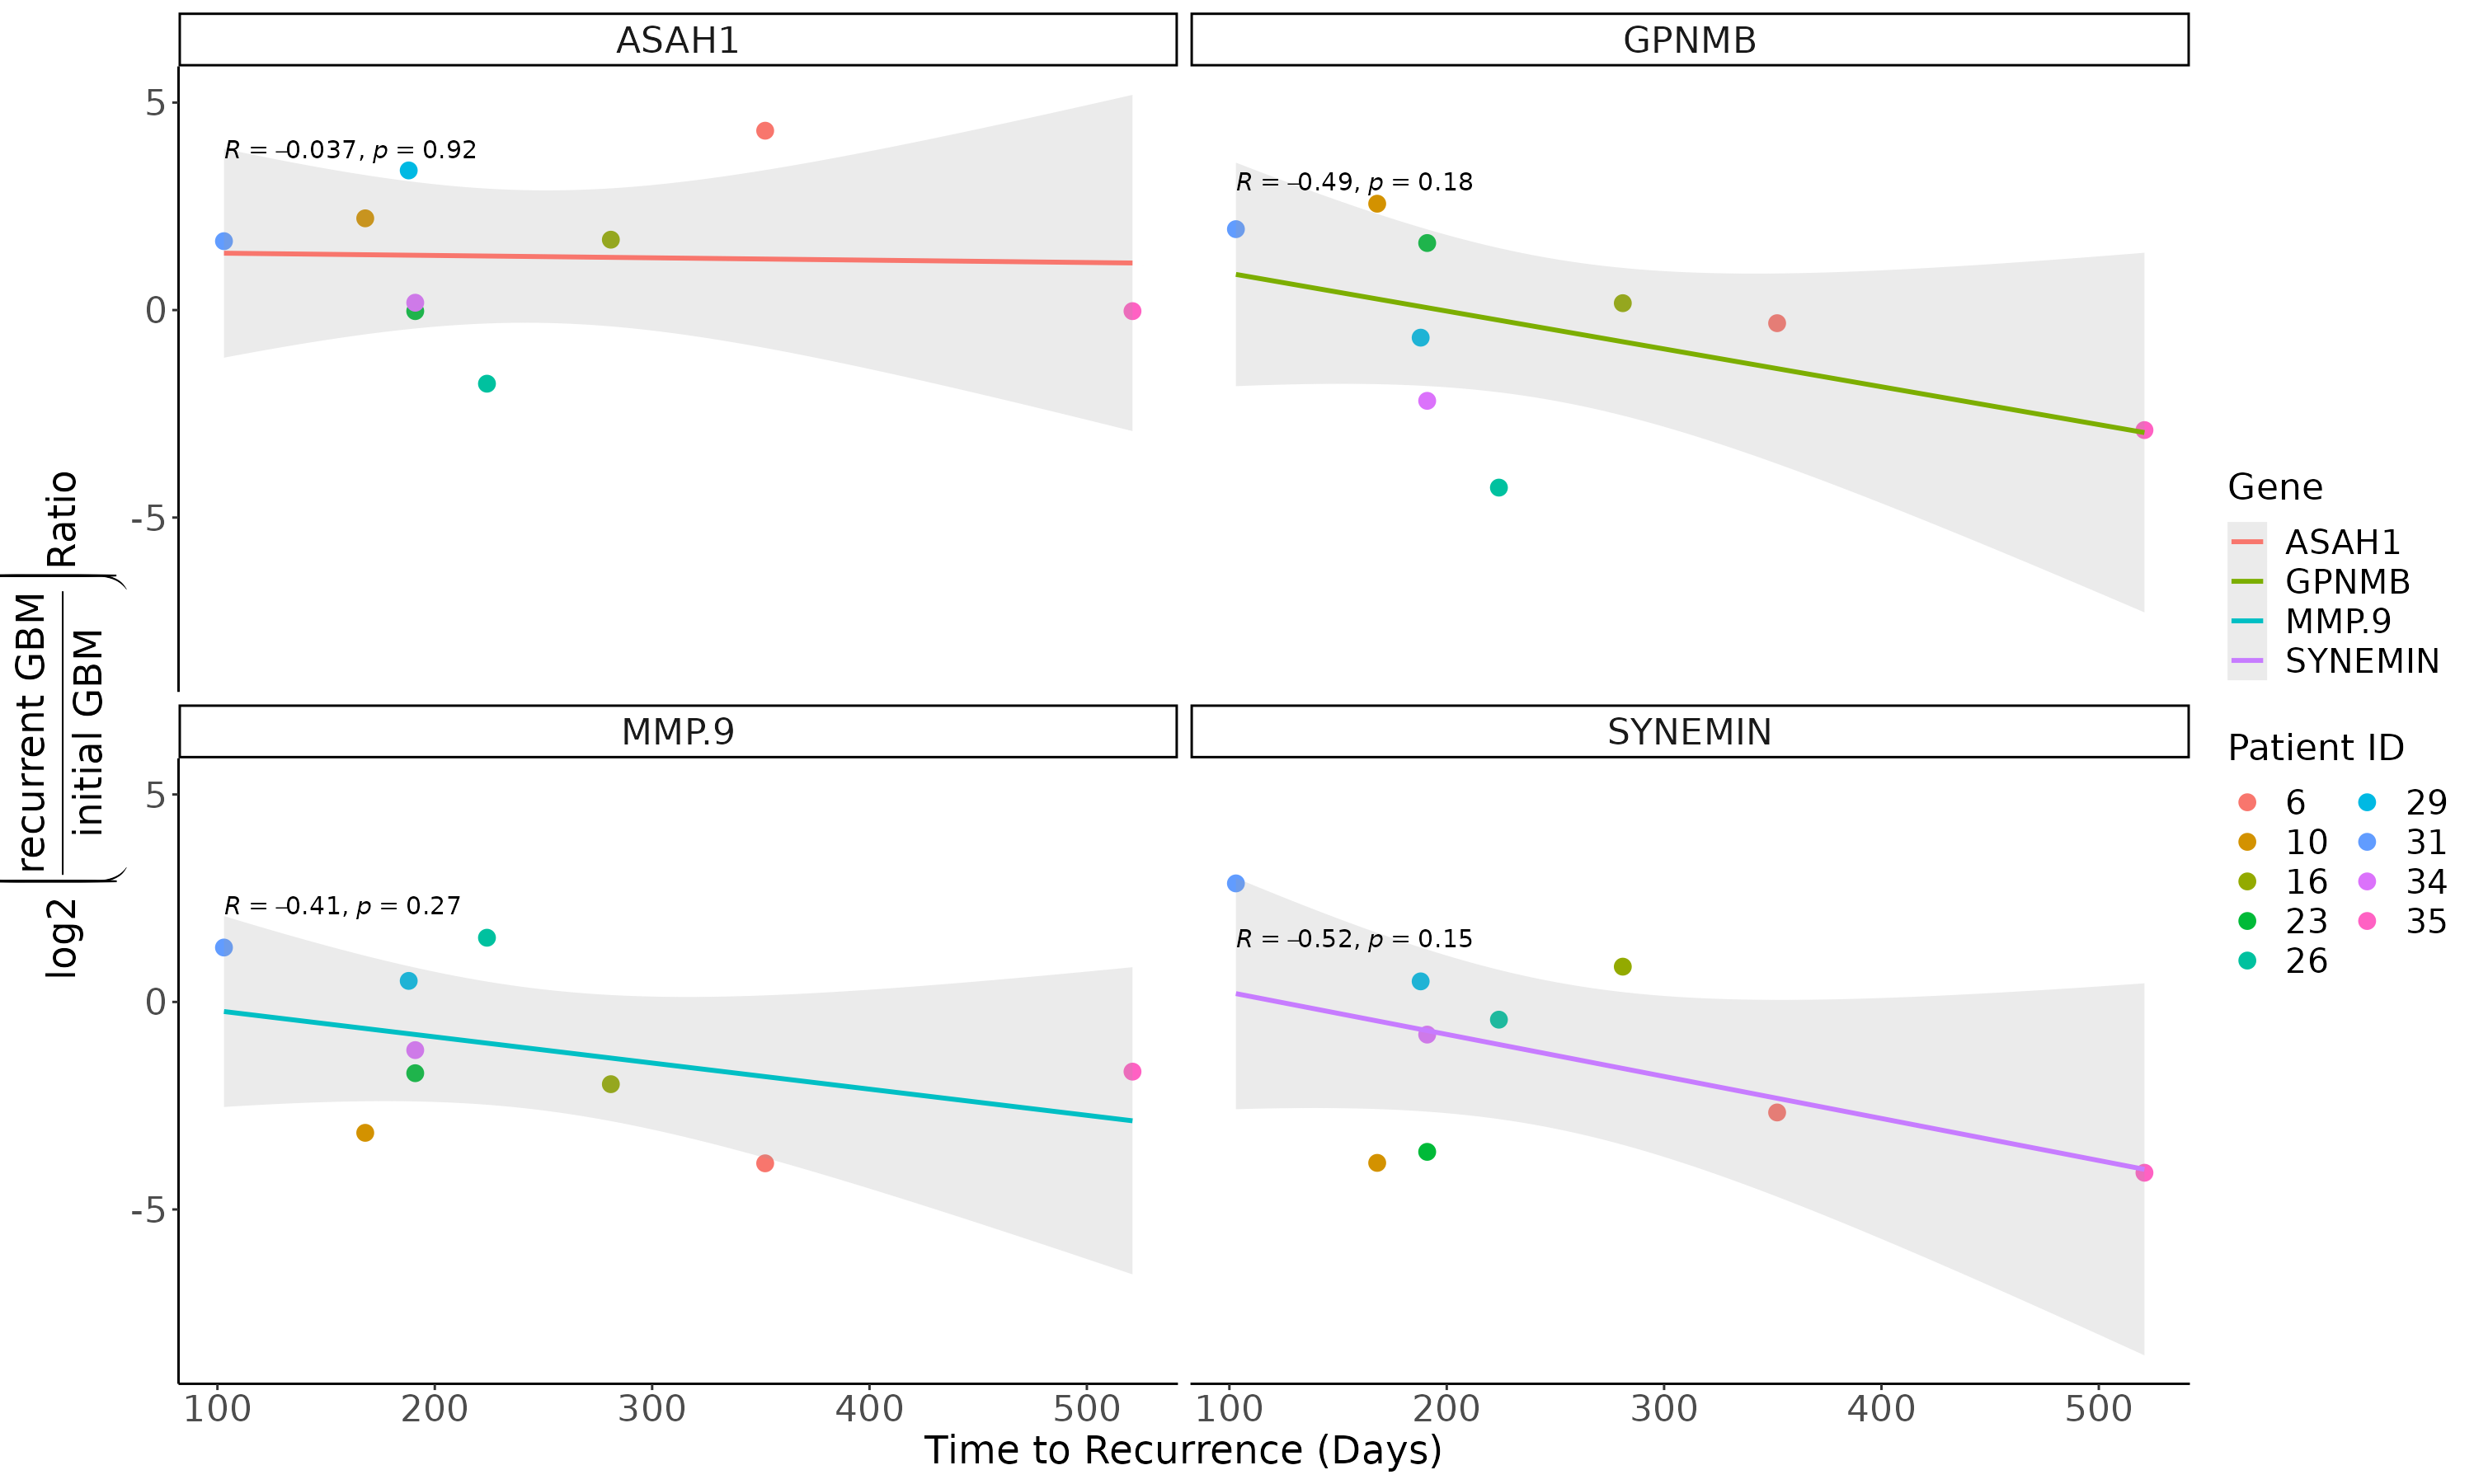 ASAH1
GPNMB
5
0
-5
R = –0.037, p = 0.92
R = –0.49, p = 0.18
MMP.9
SYNEMIN
5
0
-5
R = –0.41, p = 0.27
R = –0.52, p = 0.15
100 200 300 400 500
100 200 300 400 500
Time to Recurrence (Days)
log2 (recurrent GBM / initial GBM) Ratio
Gene
ASAH1
GPNMB
MMP.9
SYNEMIN
Patient ID
6
10
16
23
26
29
31
34
35